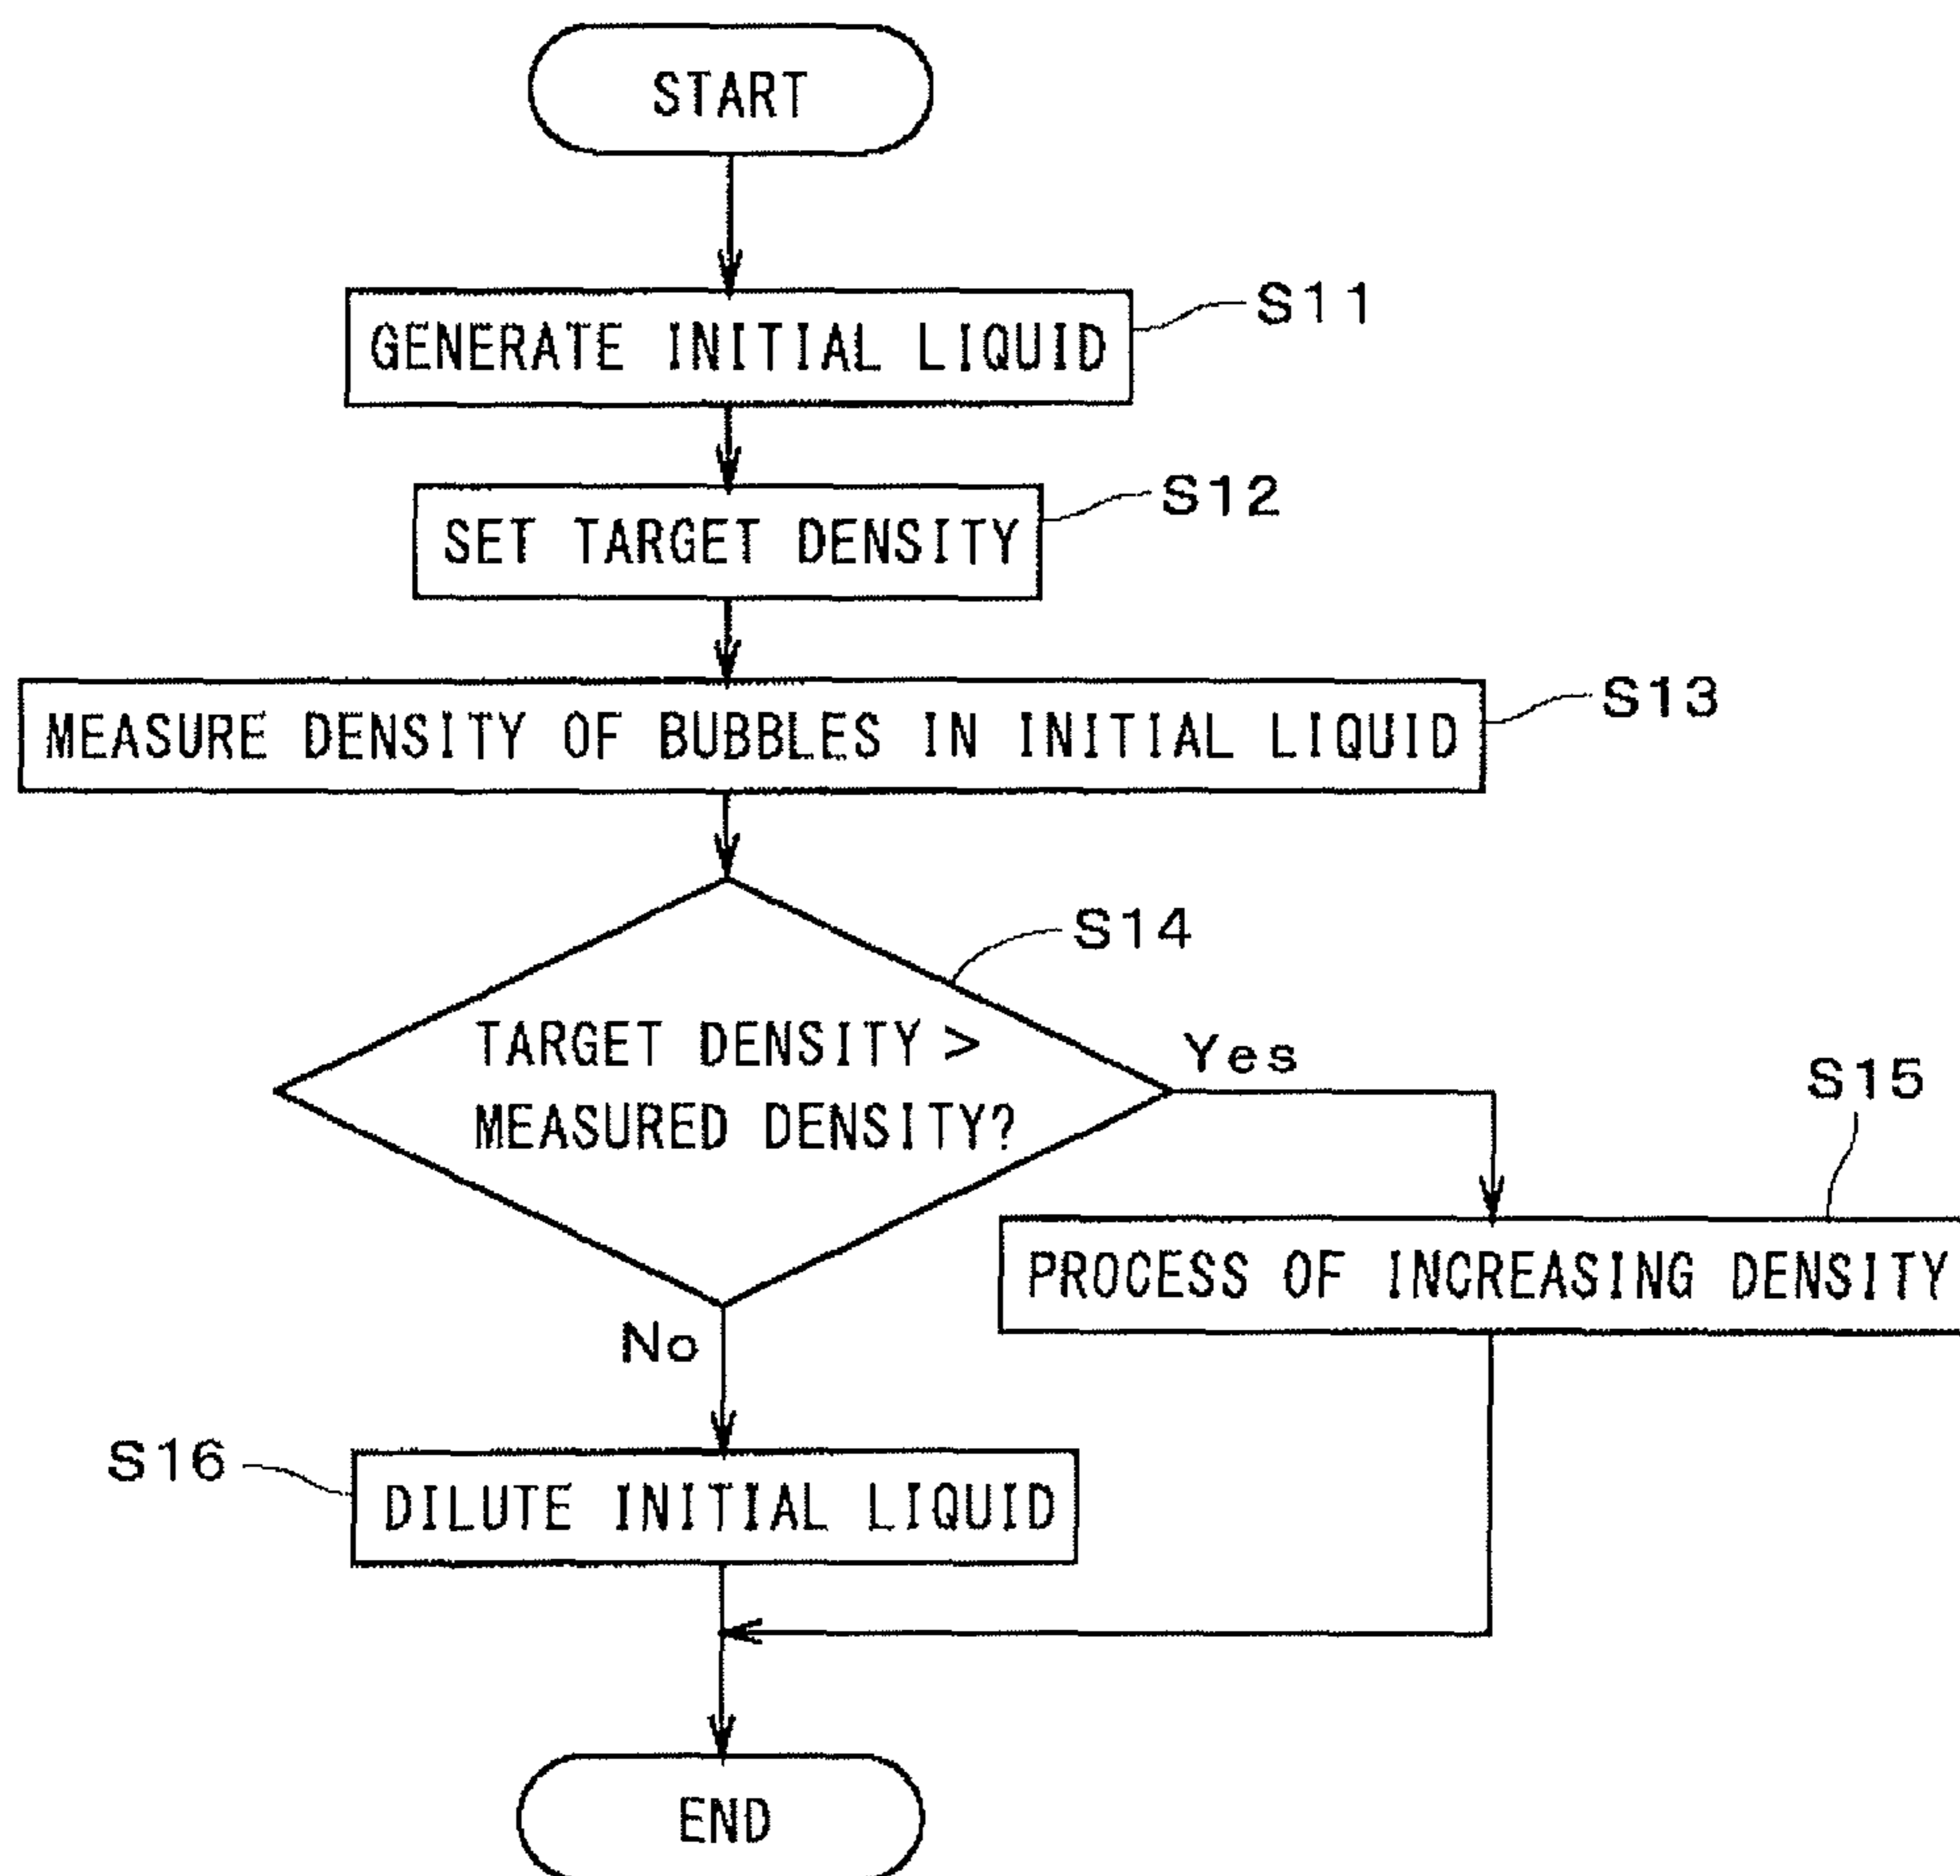 START
GENERATE INITIAL LIQUID
S11
SET TARGET DENSITY
S12
MEASURE DENSITY OF BUBBLES IN INITIAL LIQUID
S13
S14
TARGET DENSITY >
MEASURED DENSITY?
Yes
S15
PROCESS OF INCREASING DENSITY
No
S16
DILUTE INITIAL LIQUID
END